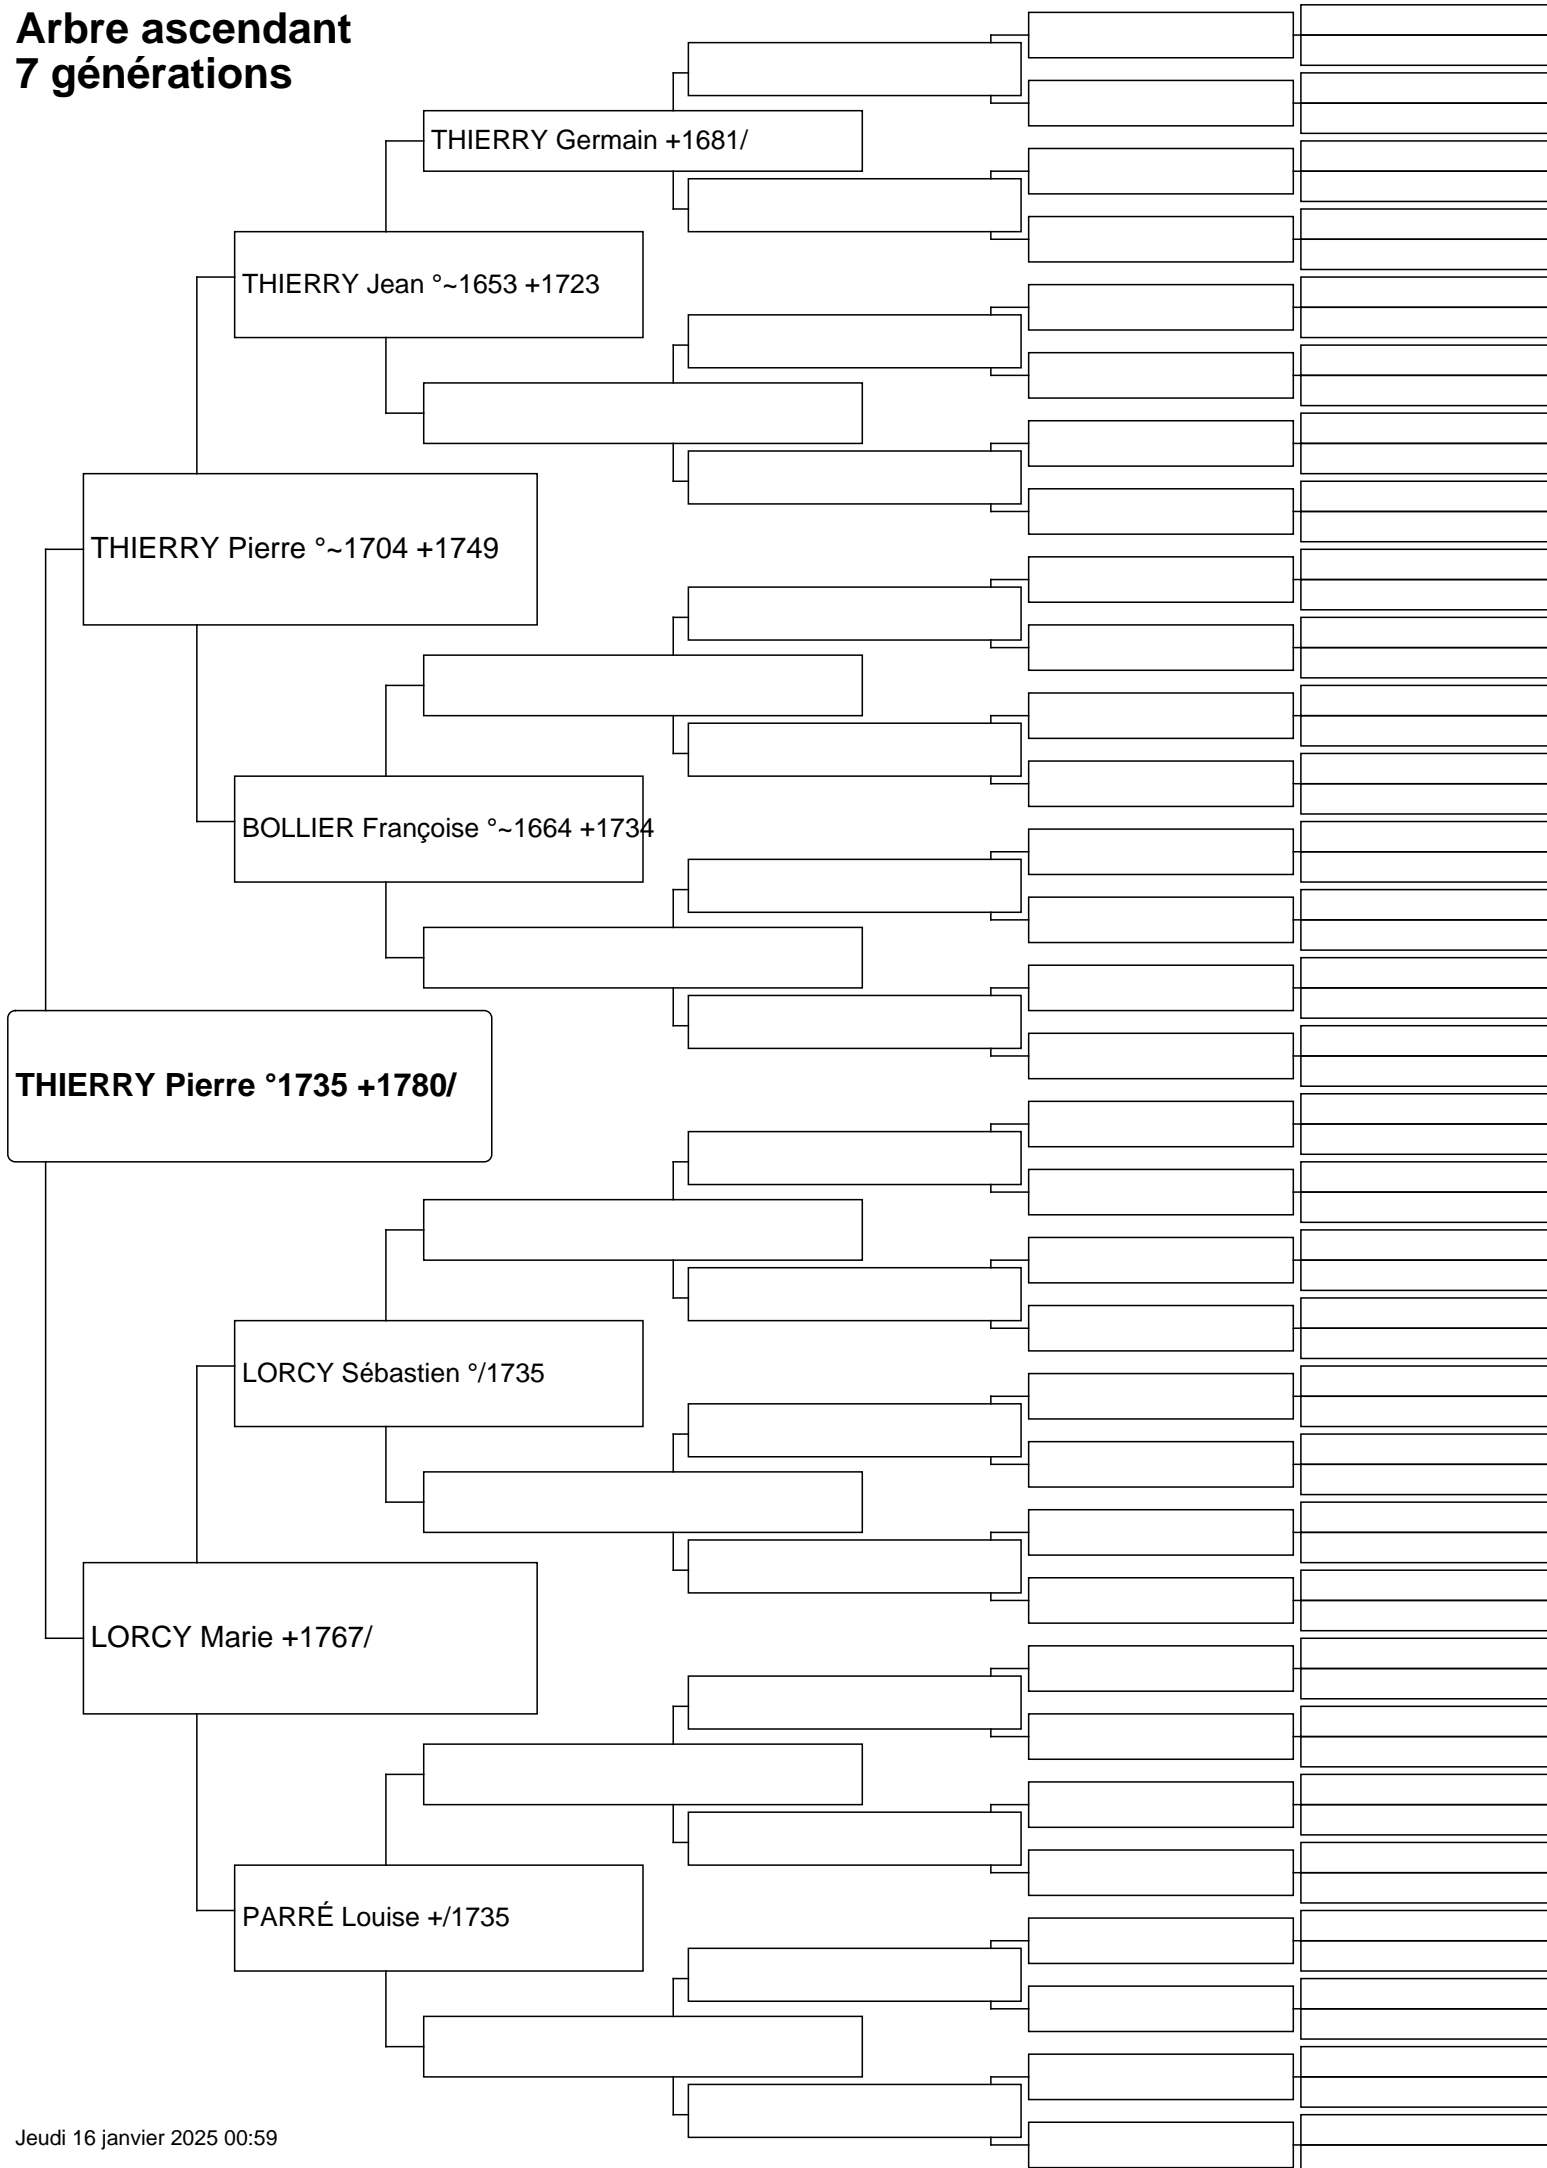 Arbre ascendant
7 générations
THIERRY Germain +1681/
THIERRY Jean °~1653 +1723
THIERRY Pierre °~1704 +1749
BOLLIER Françoise °~1664 +1734
THIERRY Pierre °1735 +1780/
LORCY Sébastien °/1735
LORCY Marie +1767/
PARRÉ Louise +/1735
Jeudi 16 janvier 2025 00:59